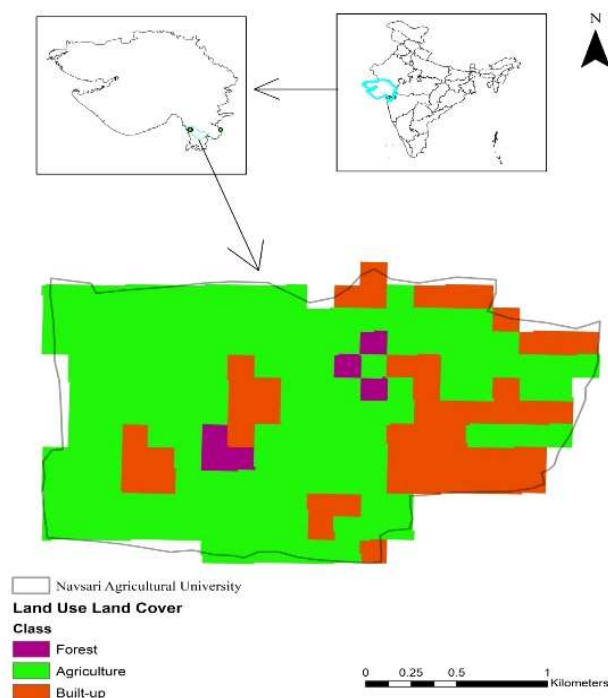 N
Navsari Agricultural University
Land Use Land Cover
Class
Forest
Agriculture
Built-up
0 0.25 0.5 1
Kilometers